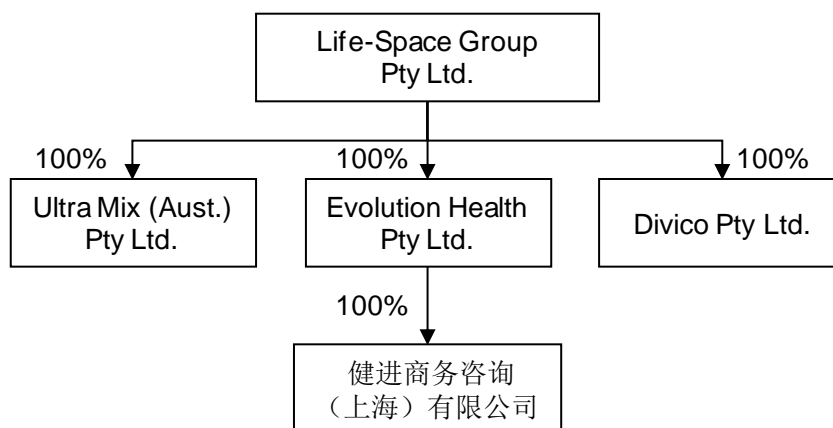 Life-Space Group
Pty Ltd.
100%
100%
100%
Ultra Mix (Aust.)
Pty Ltd.
Evolution Health
Pty Ltd.
Divico Pty Ltd.
100%
健进商务咨询
（上海）有限公司